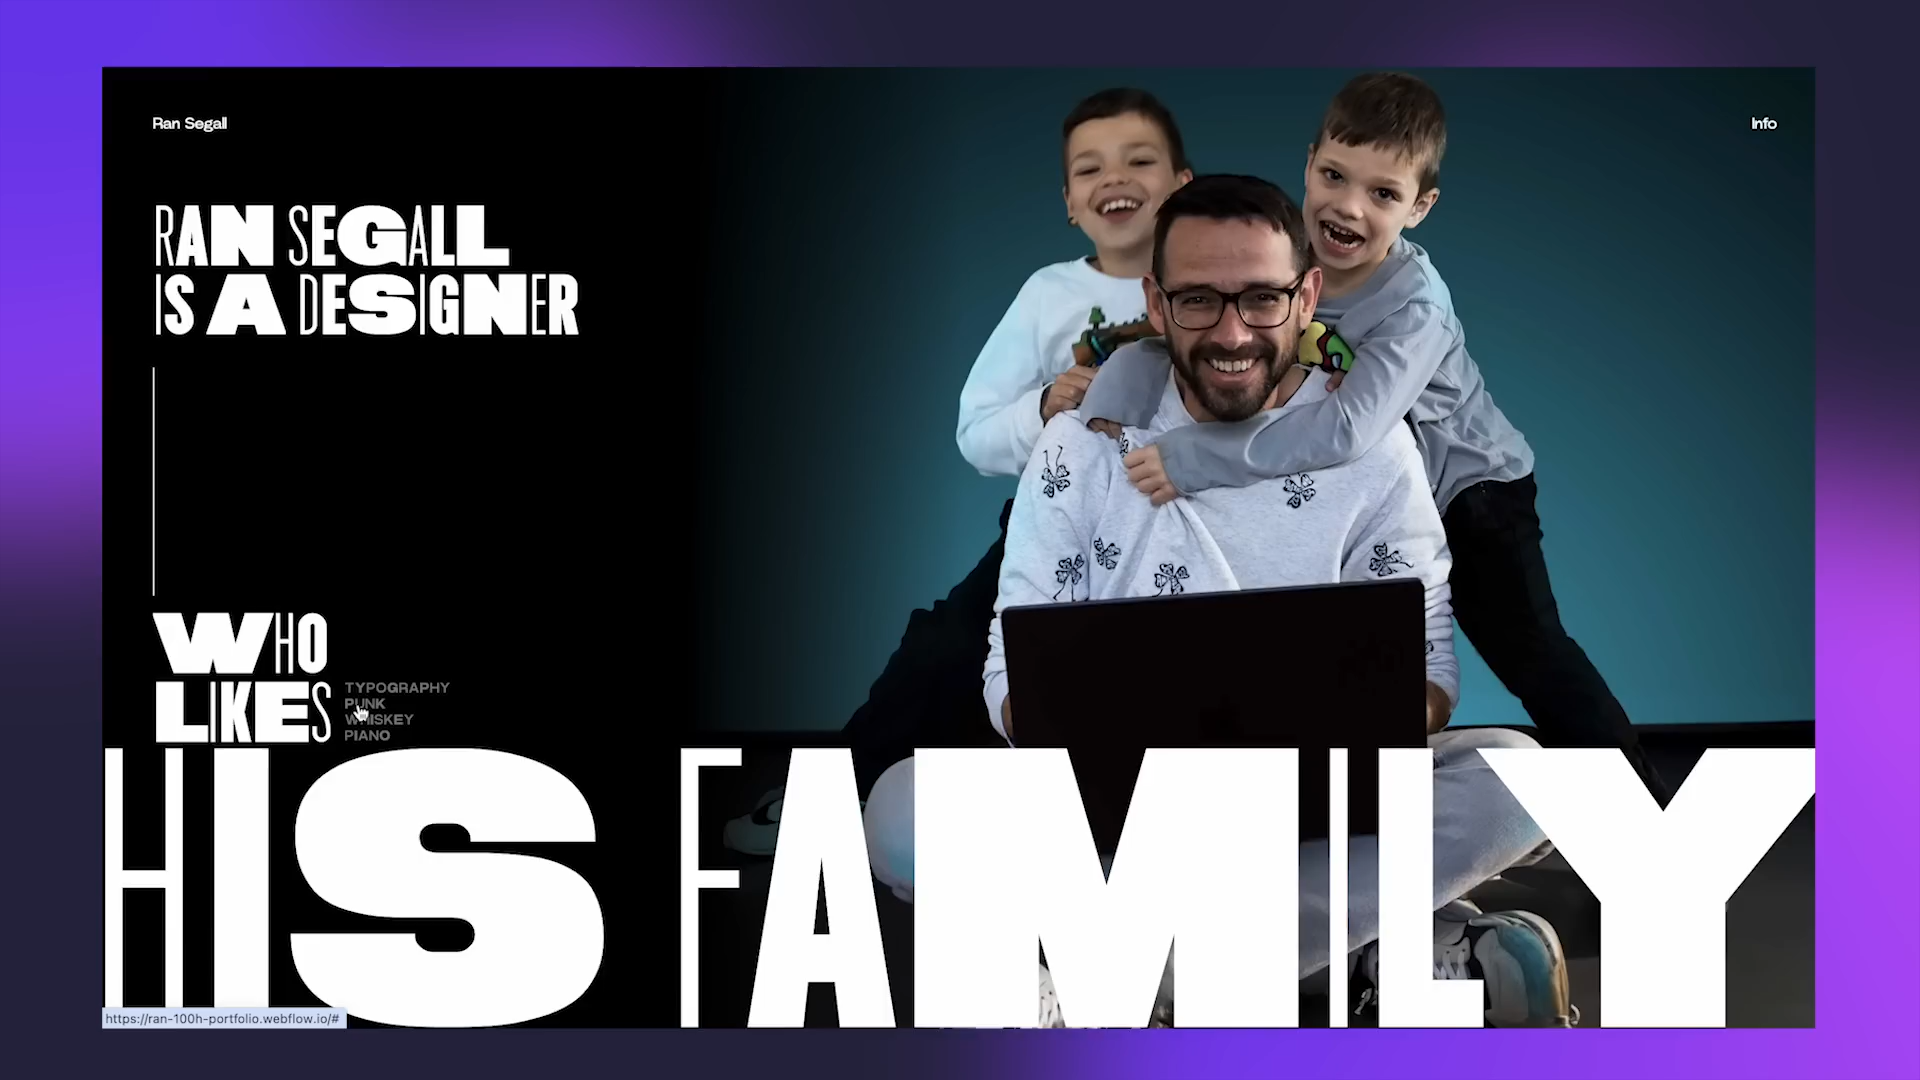 Ran Segall
Info
RAN SEGALL
IS A DESIGNER
WHO
LIKES
TYPOGRAPHY
PUNK
WHISKEY
PIANO
HIS FAMILY
https://ran-100h-portfolio.webflow.io/#